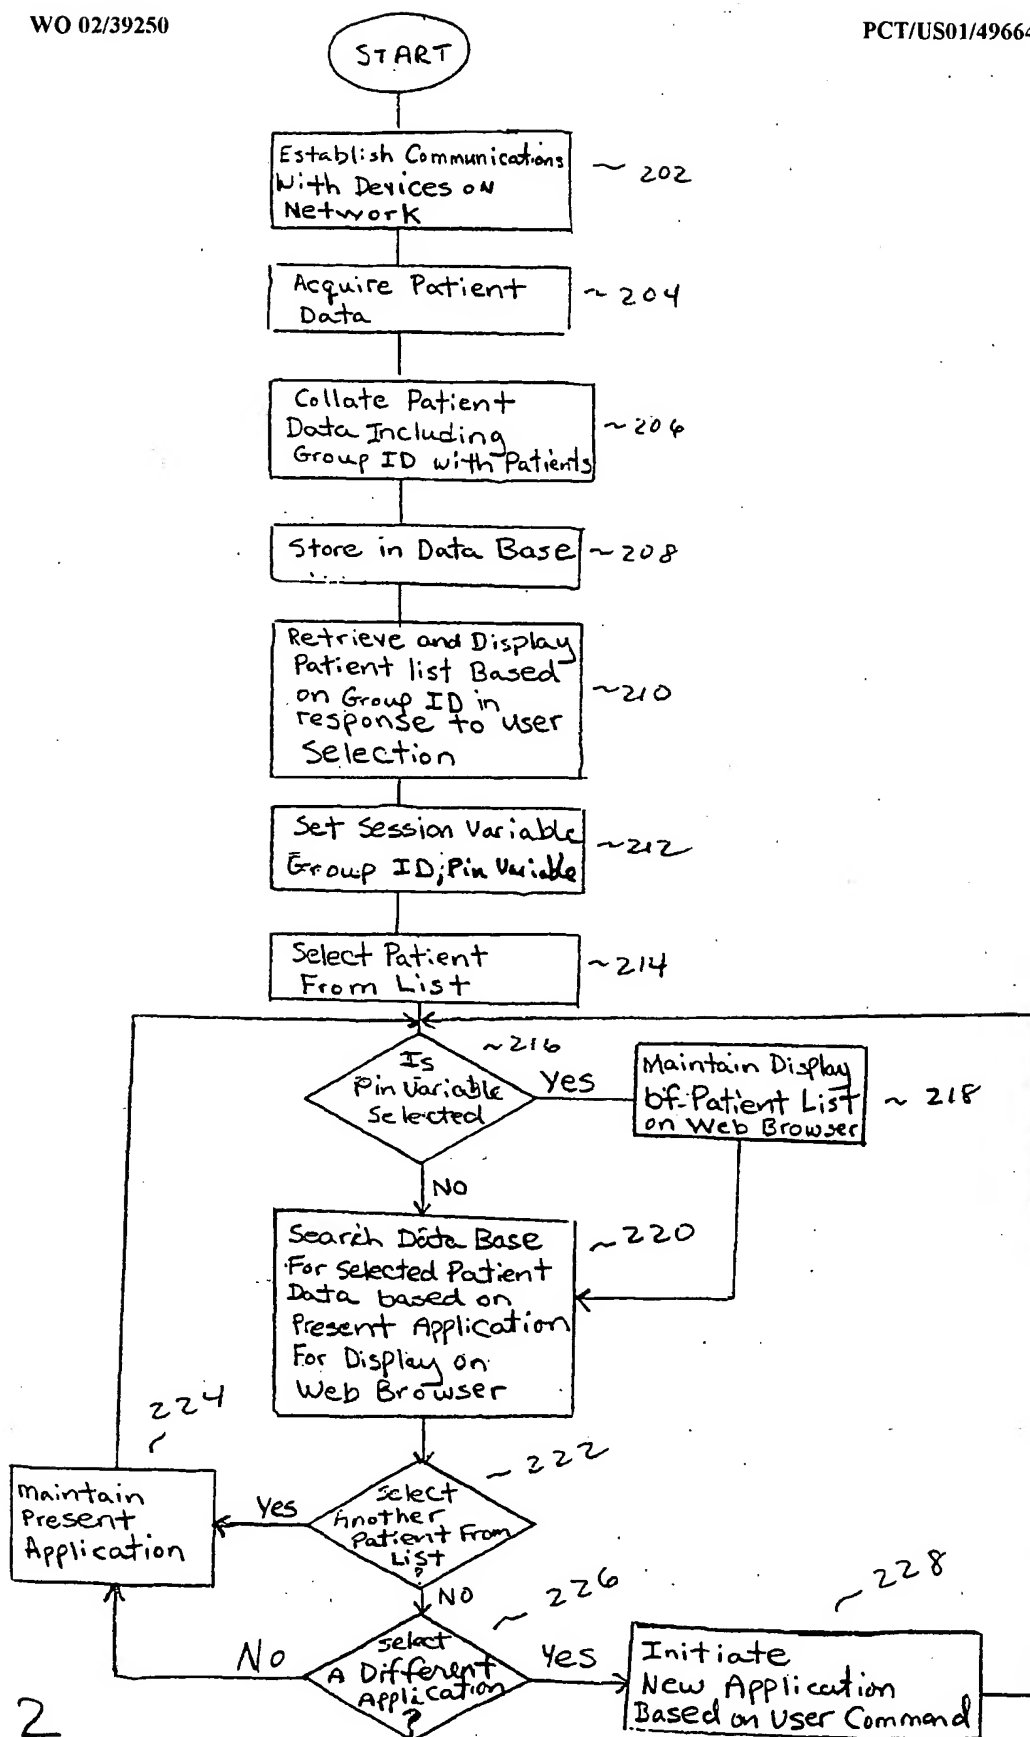 WO 02/39250
PCT/US01/49664
START
Establish Communications
With Devices on
Network
~ 202
Acquire Patient
Data
~ 204
Collate Patient
Data Including
Group ID with Patients
~ 206
Store in Data Base
~ 208
Retrieve and Display
Patient list Based
on Group ID in
response to user
Selection
~ 210
Set Session Variable
Group ID; Pin Variable
~ 212
Select Patient
From List
~ 214
Is
Pin Variable
Selected
~ 216
Yes
Maintain Display
of Patient List
on Web Browser
~ 218
NO
Search Data Base
For Selected Patient
Data based on
Present Application
For Display on
Web Browser
~ 220
224
~ 222
Maintain
Present
Application
Yes
Select
Another
Patient From
List
?
NO
~ 226
~ 228
No
Select
A Different
Application
?
Yes
Initiate
New Application
Based on User Command
2